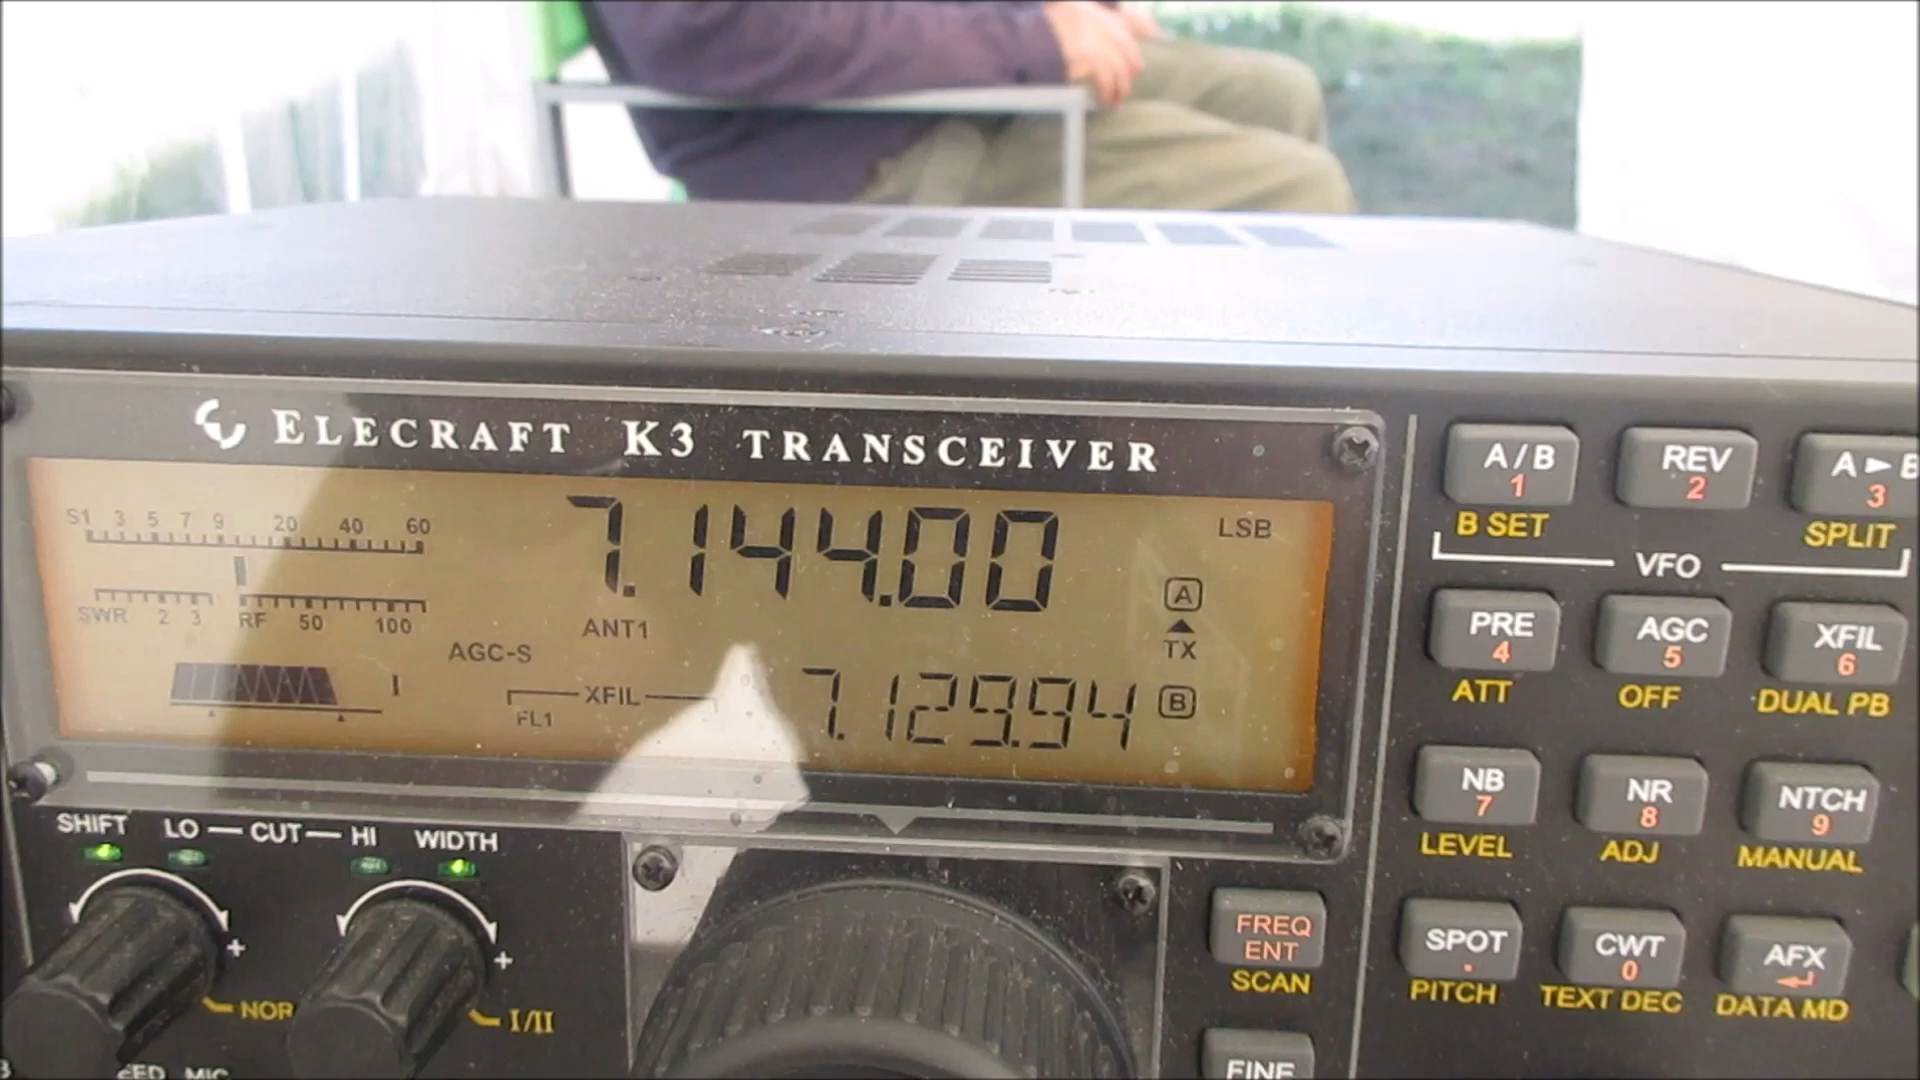 ELECRAFT K3 TRANSCEIVER
S1 3 5 7 9 20 40 60
7.144.00
LSB
SWR 2 3 RF 50 100
ANT1
A
TX
AGC-S
XFIL
FL1
I
7.129.94
B
SHIFT LO CUT HI WIDTH
+ +
NOR I/II
MIC
A/B 1
REV 2
A►B 3
B SET
SPLIT
VFO
PRE 4
AGC 5
XFIL 6
ATT
OFF
DUAL PB
NB 7
NR 8
NTCH 9
LEVEL
ADJ
MANUAL
FREQ
ENT
SCAN
SPOT .
CWT 0
AFX
PITCH
TEXT DEC
DATA MD
FINE